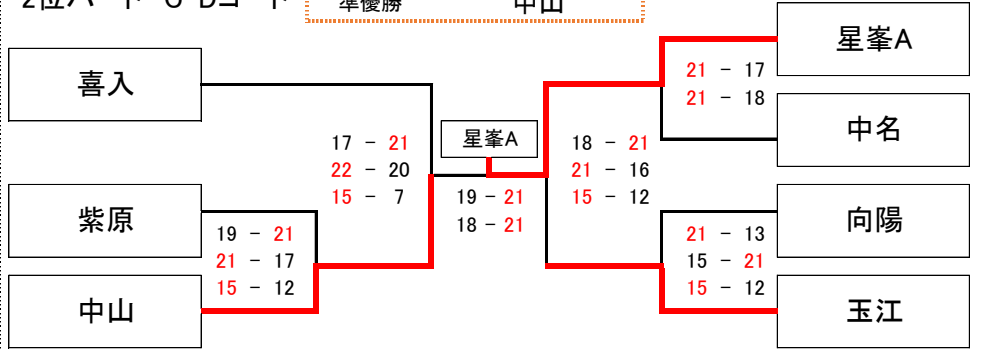 準優勝 中山
星峯A
喜入
21 - 17
21 - 18
中名
17 - 21
22 - 20
15 - 7
星峯A
18 - 21
21 - 16
15 - 12
19 - 21
18 - 21
紫原
19 - 21
21 - 17
15 - 12
向陽
21 - 13
15 - 21
15 - 12
中山
玉江